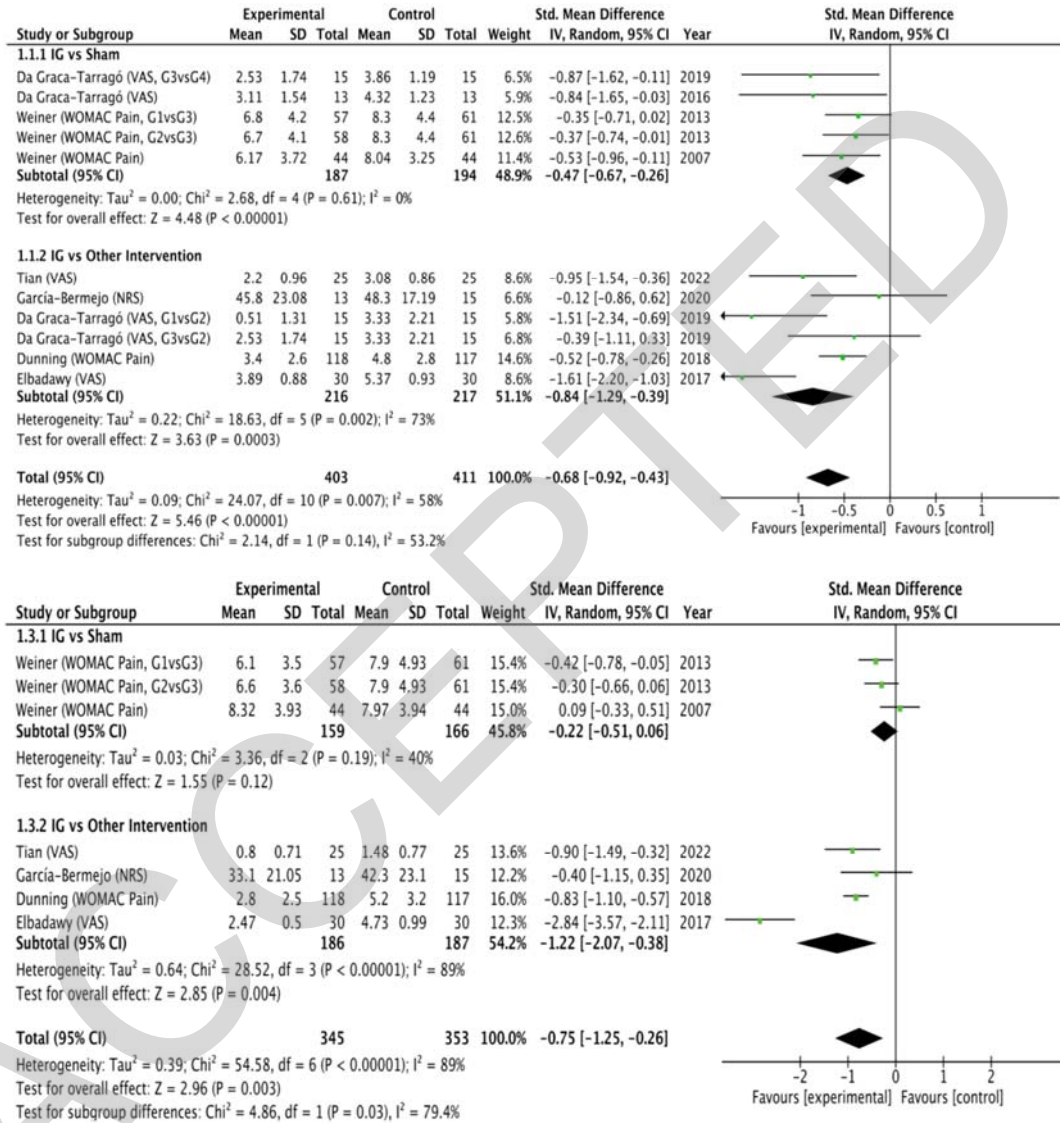 Experimental Control Std. Mean Difference Std. Mean Difference
Study or Subgroup Mean SD Total Mean SD Total Weight IV, Random, 95% CI Year IV, Random, 95% CI
1.1.1 IG vs Sham
Da Graca-Tarragó (VAS, G3vsG4) 2.53 1.74 15 3.86 1.19 15 6.5% -0.87 [-1.62, -0.11] 2019
Da Graca-Tarragó (VAS) 3.11 1.54 13 4.32 1.23 13 5.9% -0.84 [-1.65, -0.03] 2016
Weiner (WOMAC Pain, G1vsG3) 6.8 4.2 57 8.3 4.4 61 12.5% -0.35 [-0.71, 0.02] 2013
Weiner (WOMAC Pain, G2vsG3) 6.7 4.1 58 8.3 4.4 61 12.6% -0.37 [-0.74, -0.01] 2013
Weiner (WOMAC Pain) 6.17 3.72 44 8.04 3.25 44 11.4% -0.53 [-0.96, -0.11] 2007
Subtotal (95% CI) 187 194 48.9% -0.47 [-0.67, -0.26]
Heterogeneity: Tau² = 0.00; Chi² = 2.68, df = 4 (P = 0.61); I² = 0%
Test for overall effect: Z = 4.48 (P < 0.00001)
1.1.2 IG vs Other Intervention
Tian (VAS) 2.2 0.96 25 3.08 0.86 25 8.6% -0.95 [-1.54, -0.36] 2022
García-Bermejo (NRS) 45.8 23.08 13 48.3 17.19 15 6.6% -0.12 [-0.86, 0.62] 2020
Da Graca-Tarragó (VAS, G1vsG2) 0.51 1.31 15 3.33 2.21 15 5.8% -1.51 [-2.34, -0.69] 2019
Da Graca-Tarragó (VAS, G3vsG2) 2.53 1.74 15 3.33 2.21 15 6.8% -0.39 [-1.11, 0.33] 2019
Dunning (WOMAC Pain) 3.4 2.6 118 4.8 2.8 117 14.6% -0.52 [-0.78, -0.26] 2018
Elbadawy (VAS) 3.89 0.88 30 5.37 0.93 30 8.6% -1.61 [-2.20, -1.03] 2017
Subtotal (95% CI) 216 217 51.1% -0.84 [-1.29, -0.39]
Heterogeneity: Tau² = 0.22; Chi² = 18.63, df = 5 (P = 0.002); I² = 73%
Test for overall effect: Z = 3.63 (P = 0.0003)
Total (95% CI) 403 411 100.0% -0.68 [-0.92, -0.43]
Heterogeneity: Tau² = 0.09; Chi² = 24.07, df = 10 (P = 0.007); I² = 58%
Test for overall effect: Z = 5.46 (P < 0.00001)
Test for subgroup differences: Chi² = 2.14, df = 1 (P = 0.14), I² = 53.2%
-1 -0.5 0 0.5 1
Favours [experimental] Favours [control]
Experimental Control Std. Mean Difference Std. Mean Difference
Study or Subgroup Mean SD Total Mean SD Total Weight IV, Random, 95% CI Year IV, Random, 95% CI
1.3.1 IG vs Sham
Weiner (WOMAC Pain, G1vsG3) 6.1 3.5 57 7.9 4.93 61 15.4% -0.42 [-0.78, -0.05] 2013
Weiner (WOMAC Pain, G2vsG3) 6.6 3.6 58 7.9 4.93 61 15.4% -0.30 [-0.66, 0.06] 2013
Weiner (WOMAC Pain) 8.32 3.93 44 7.97 3.94 44 15.0% 0.09 [-0.33, 0.51] 2007
Subtotal (95% CI) 159 166 45.8% -0.22 [-0.51, 0.06]
Heterogeneity: Tau² = 0.03; Chi² = 3.36, df = 2 (P = 0.19); I² = 40%
Test for overall effect: Z = 1.55 (P = 0.12)
1.3.2 IG vs Other Intervention
Tian (VAS) 0.8 0.71 25 1.48 0.77 25 13.6% -0.90 [-1.49, -0.32] 2022
García-Bermejo (NRS) 33.1 21.05 13 42.3 23.1 15 12.2% -0.40 [-1.15, 0.35] 2020
Dunning (WOMAC Pain) 2.8 2.5 118 5.2 3.2 117 16.0% -0.83 [-1.10, -0.57] 2018
Elbadawy (VAS) 2.47 0.5 30 4.73 0.99 30 12.3% -2.84 [-3.57, -2.11] 2017
Subtotal (95% CI) 186 187 54.2% -1.22 [-2.07, -0.38]
Heterogeneity: Tau² = 0.64; Chi² = 28.52, df = 3 (P < 0.00001); I² = 89%
Test for overall effect: Z = 2.85 (P = 0.004)
Total (95% CI) 345 353 100.0% -0.75 [-1.25, -0.26]
Heterogeneity: Tau² = 0.39; Chi² = 54.58, df = 6 (P < 0.00001); I² = 89%
Test for overall effect: Z = 2.96 (P = 0.003)
Test for subgroup differences: Chi² = 4.86, df = 1 (P = 0.03), I² = 79.4%
-2 -1 0 1 2
Favours [experimental] Favours [control]
ACCEPTED